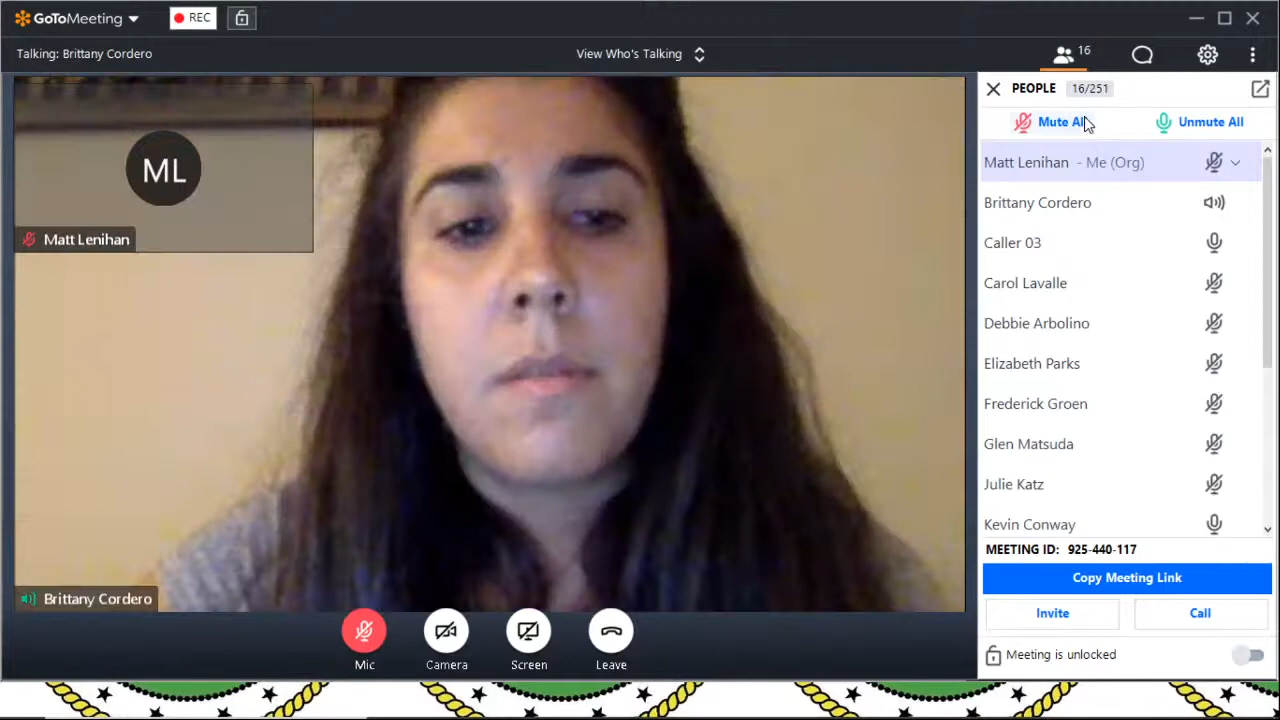 GoToMeeting
REC
Talking: Brittany Cordero
View Who's Talking
16
PEOPLE 16/251
Mute All
Unmute All
ML
Matt Lenihan
Matt Lenihan - Me (Org)
Brittany Cordero
Caller 03
Carol Lavalle
Debbie Arbolino
Elizabeth Parks
Frederick Groen
Glen Matsuda
Julie Katz
Kevin Conway
MEETING ID: 925-440-117
Copy Meeting Link
Invite
Call
Meeting is unlocked
Brittany Cordero
Mic
Camera
Screen
Leave